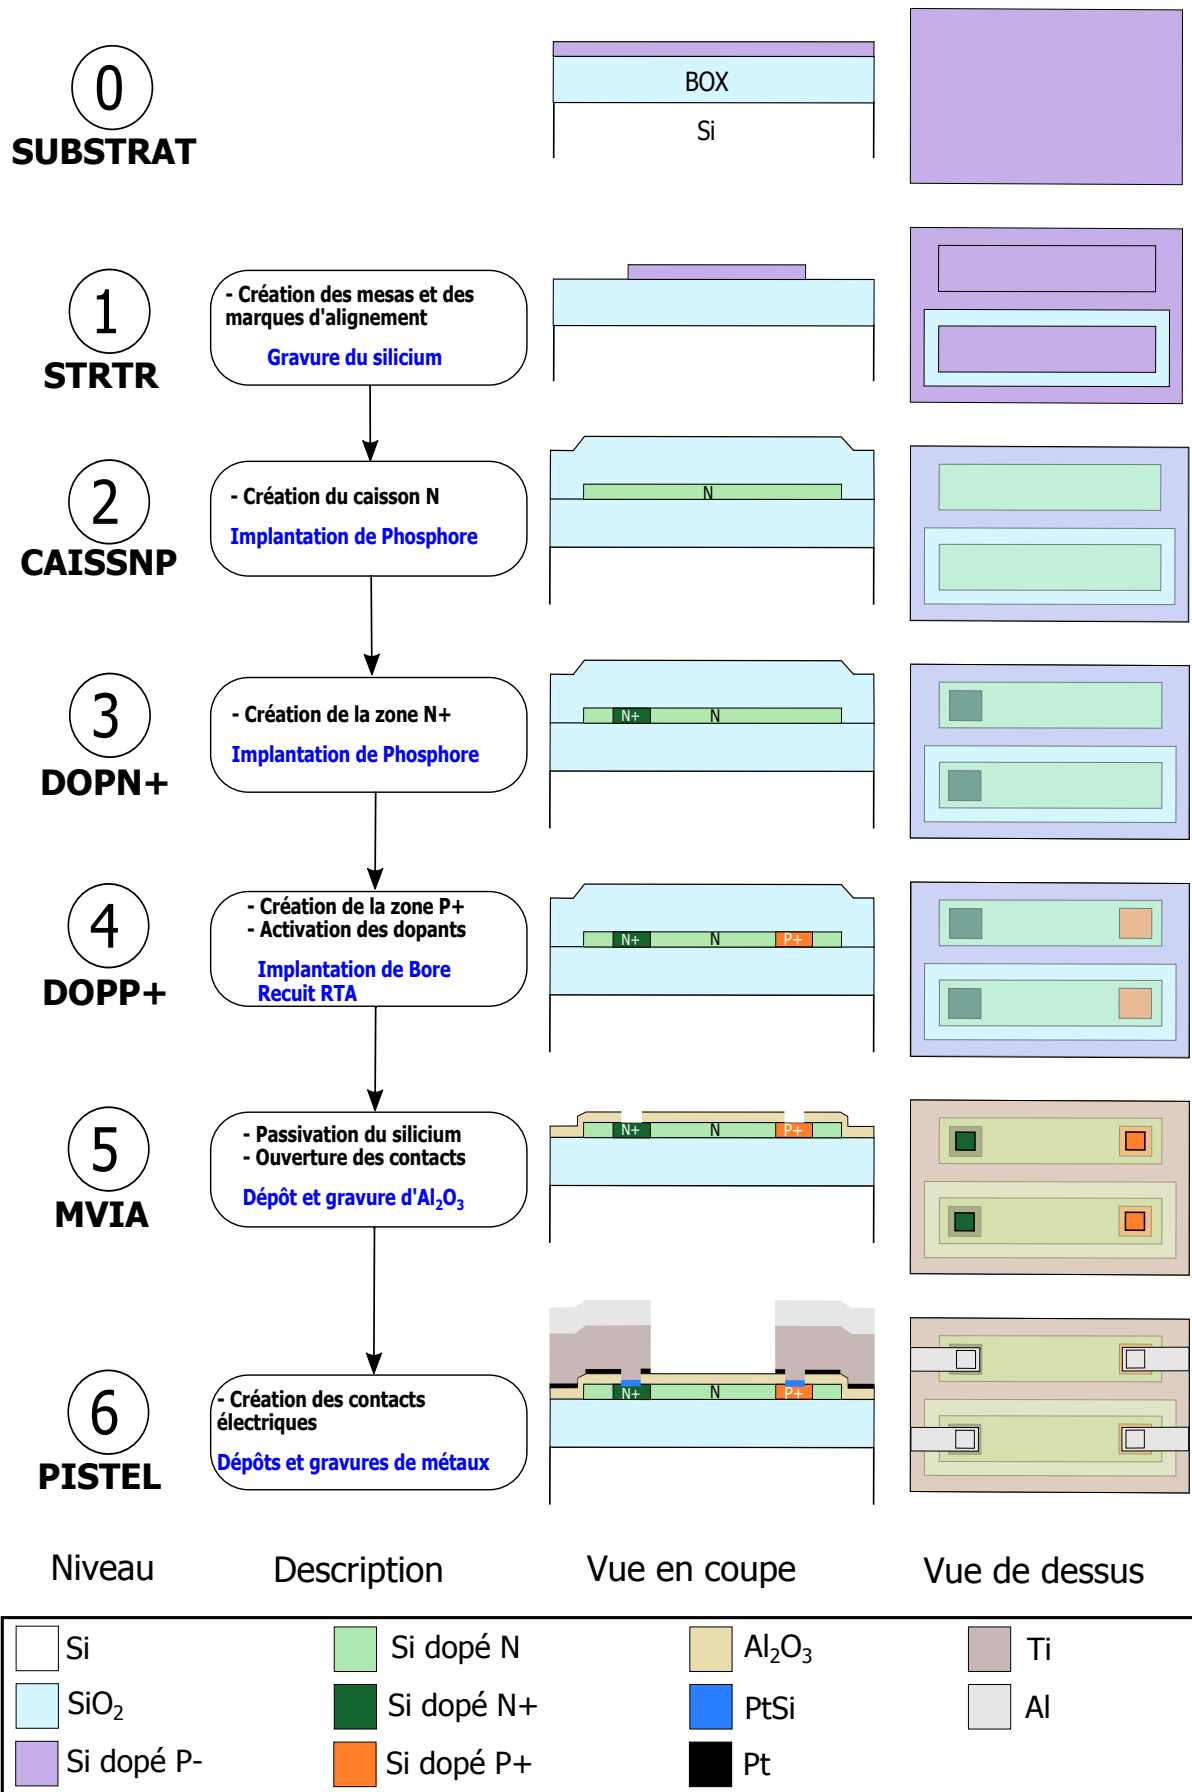 0
SUBSTRAT
BOX
Si
1
STRTR
- Création des mesas et des
marques d'alignement
Gravure du silicium
2
CAISSNP
- Création du caisson N
Implantation de Phosphore
N
3
DOPN+
- Création de la zone N+
Implantation de Phosphore
N+ N
4
DOPP+
- Création de la zone P+
- Activation des dopants
Implantation de Bore
Recuit RTA
N+ N P+
5
MVIA
- Passivation du silicium
- Ouverture des contacts
Dépôt et gravure d'Al₂O₃
N+ N P+
6
PISTEL
- Création des contacts
électriques
Dépôts et gravures de métaux
N+ N P+
Niveau Description Vue en coupe Vue de dessus
Si Si dopé N Al₂O₃ Ti
SiO₂ Si dopé N+ PtSi Al
Si dopé P- Si dopé P+ Pt